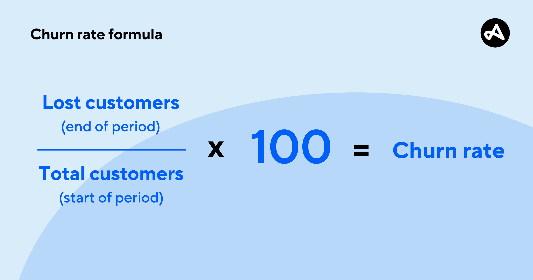 Churn rate formula
Lost customers
(end of period)
Total customers
(start of period)
x 100 = Churn rate